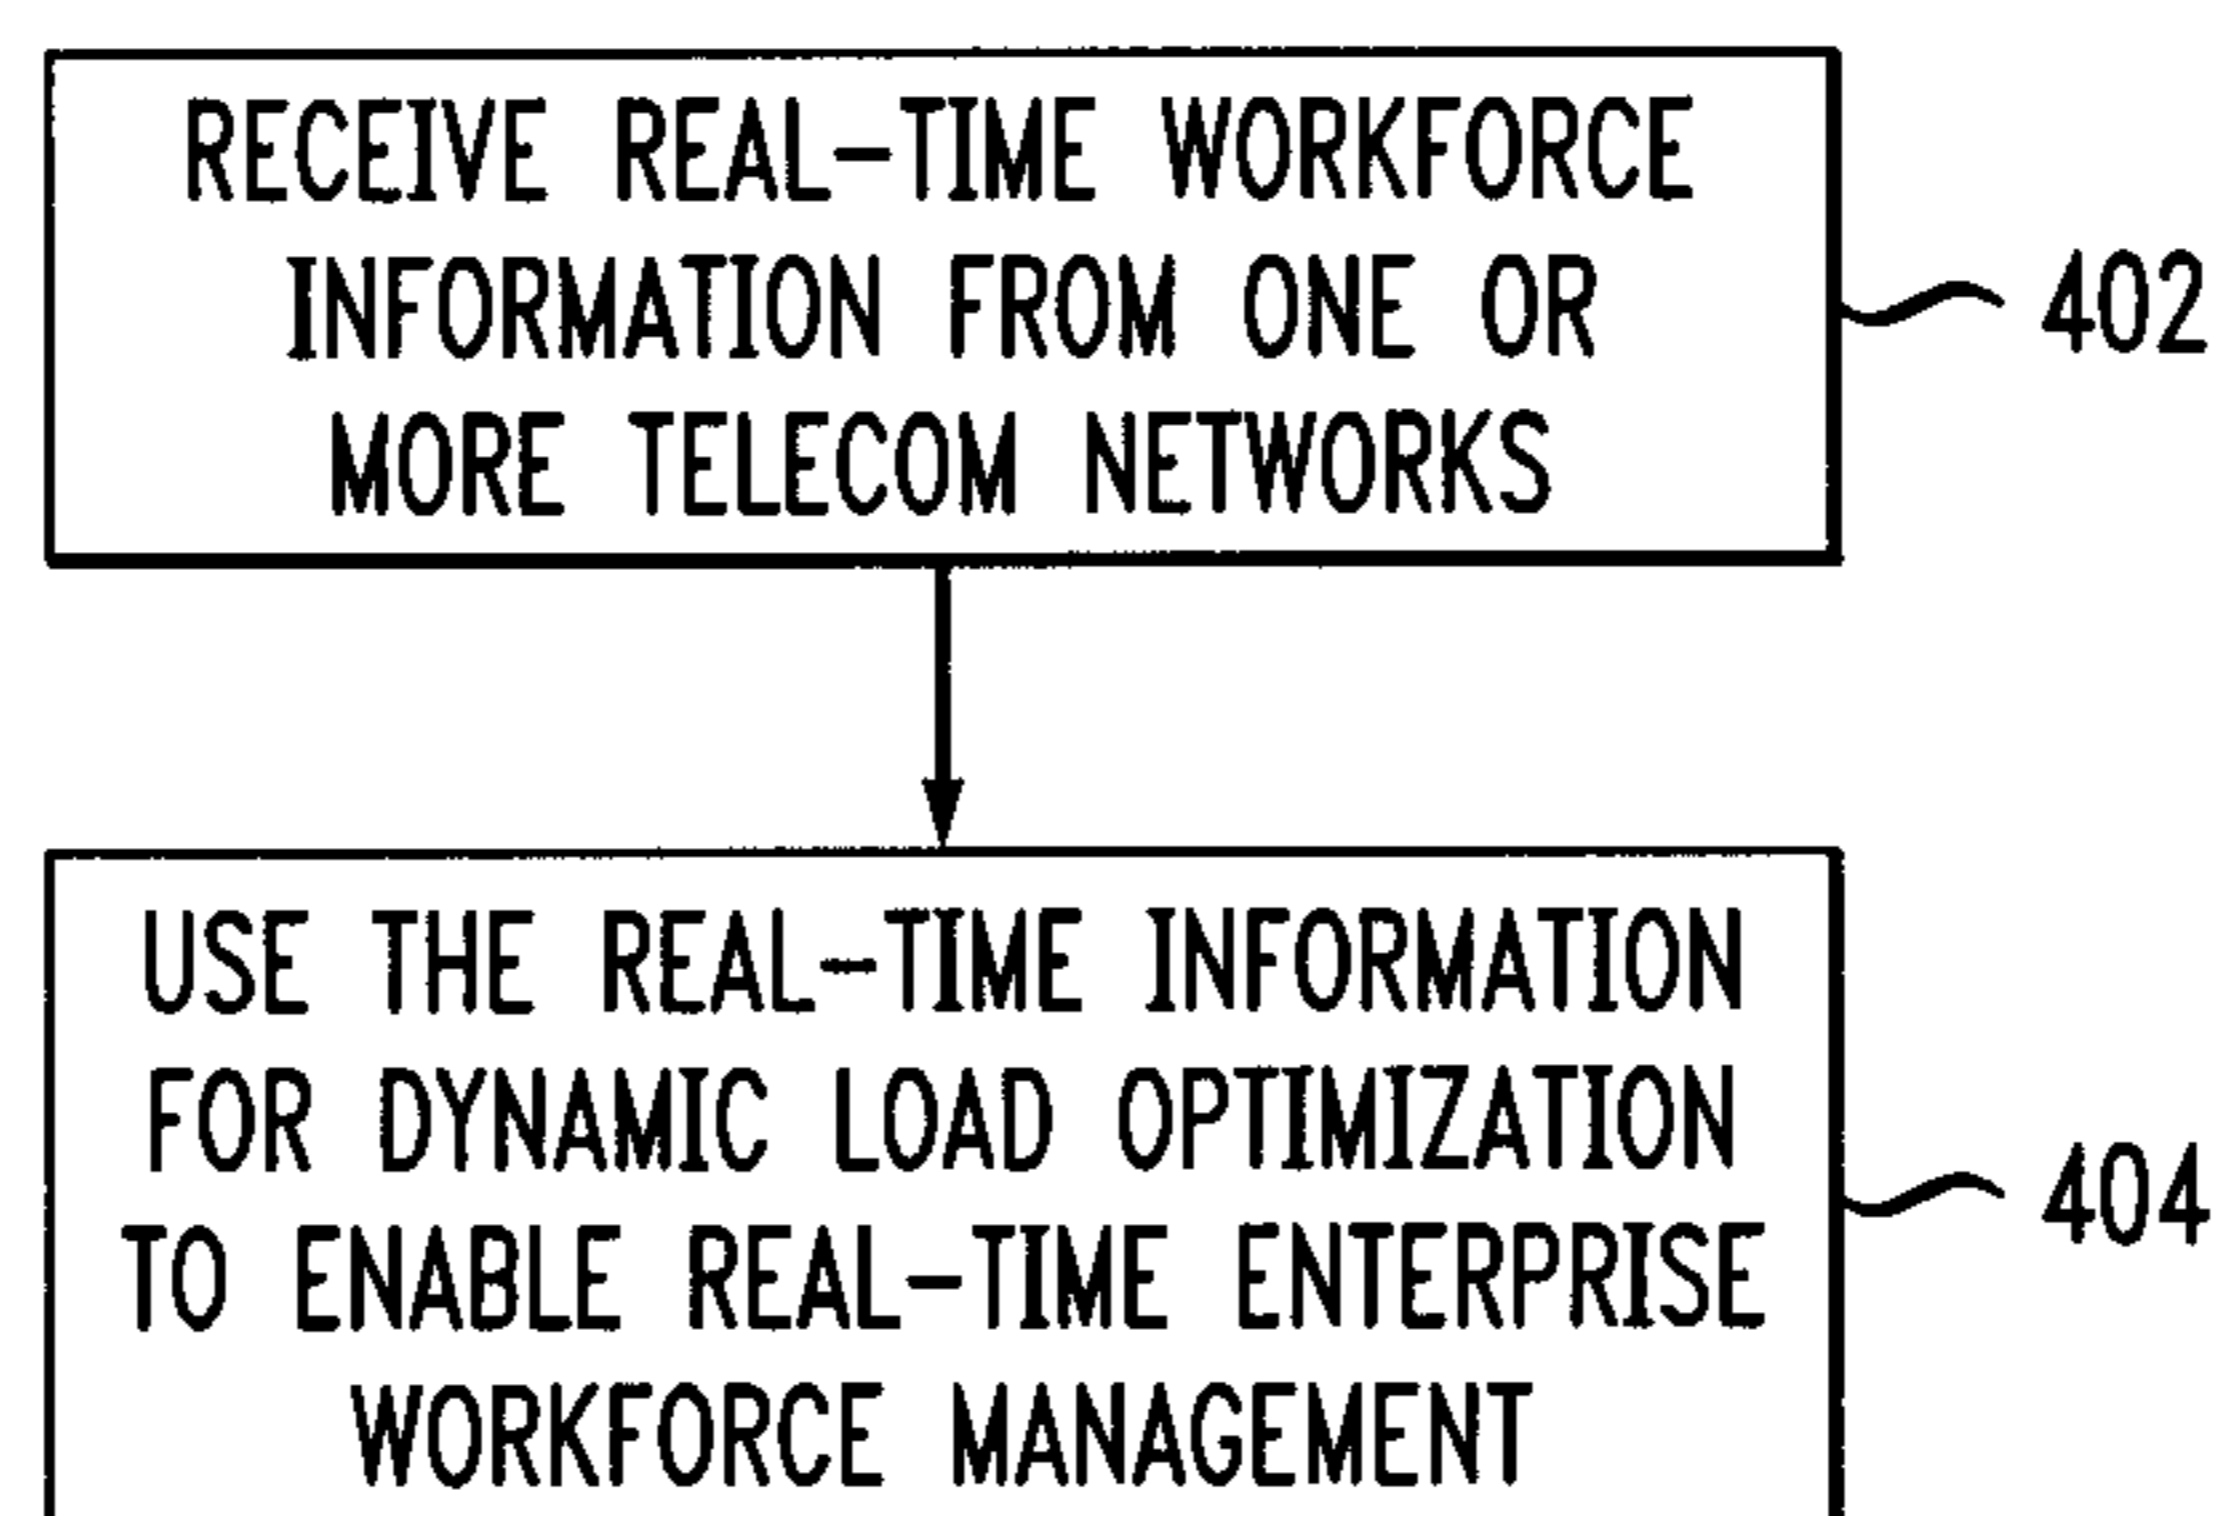 RECEIVE REAL-TIME WORKFORCE
INFORMATION FROM ONE OR
MORE TELECOM NETWORKS
402
USE THE REAL-TIME INFORMATION
FOR DYNAMIC LOAD OPTIMIZATION
TO ENABLE REAL-TIME ENTERPRISE
WORKFORCE MANAGEMENT
404